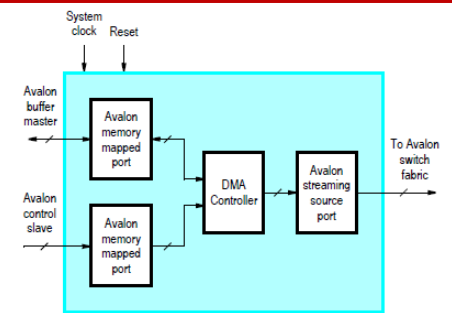 System
clock
Reset
Avalon
buffer
master
Avalon
memory
mapped
port
To Avalon
switch
fabric
DMA
Controller
Avalon
streaming
source
port
Avalon
control
slave
Avalon
memory
mapped
port